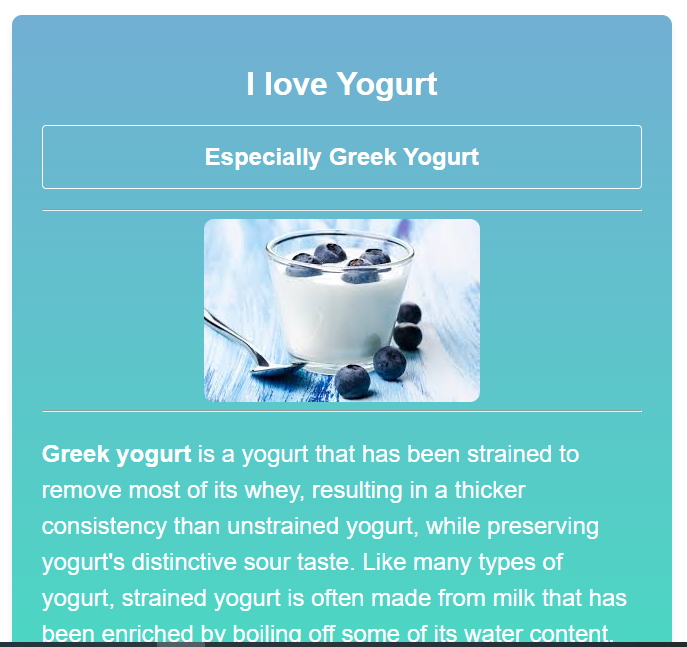 I love Yogurt
Especially Greek Yogurt
Greek yogurt is a yogurt that has been strained to
remove most of its whey, resulting in a thicker
consistency than unstrained yogurt, while preserving
yogurt's distinctive sour taste. Like many types of
yogurt, strained yogurt is often made from milk that has
been enriched by boiling off some of its water content,